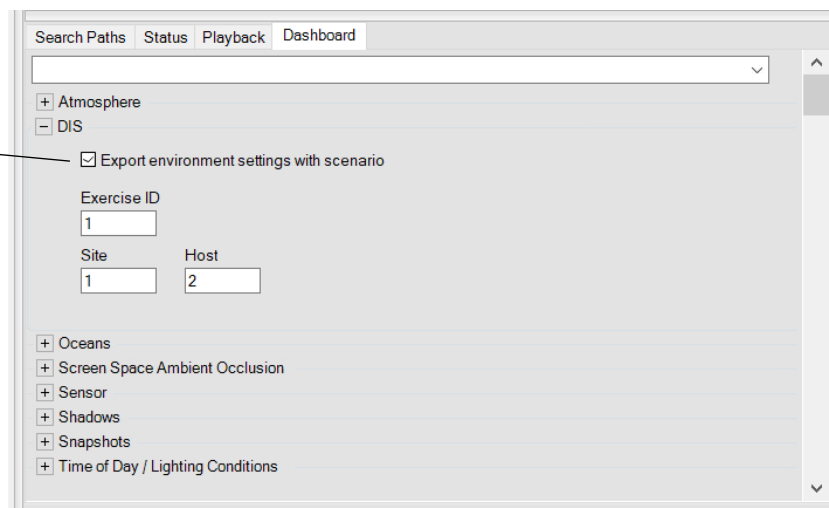 Search Paths Status Playback Dashboard
Atmosphere
DIS
Export environment settings with scenario
Exercise ID
1
Site Host
1 2
Oceans
Screen Space Ambient Occlusion
Sensor
Shadows
Snapshots
Time of Day / Lighting Conditions